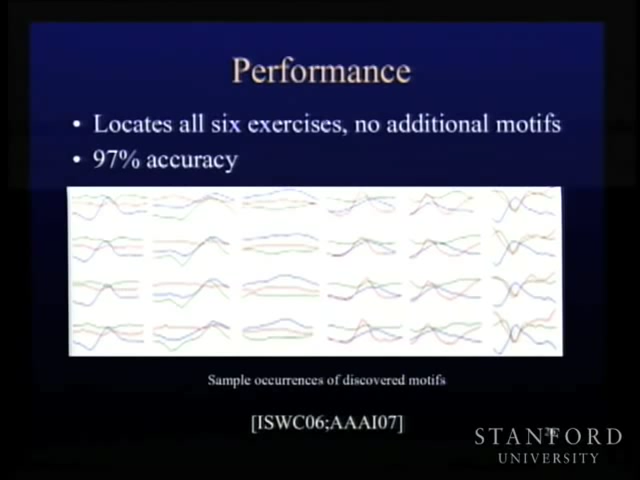 Performance
• Locates all six exercises, no additional motifs
• 97% accuracy
Sample occurrences of discovered motifs
[ISWC06;AAAI07]
STANFORD
UNIVERSITY